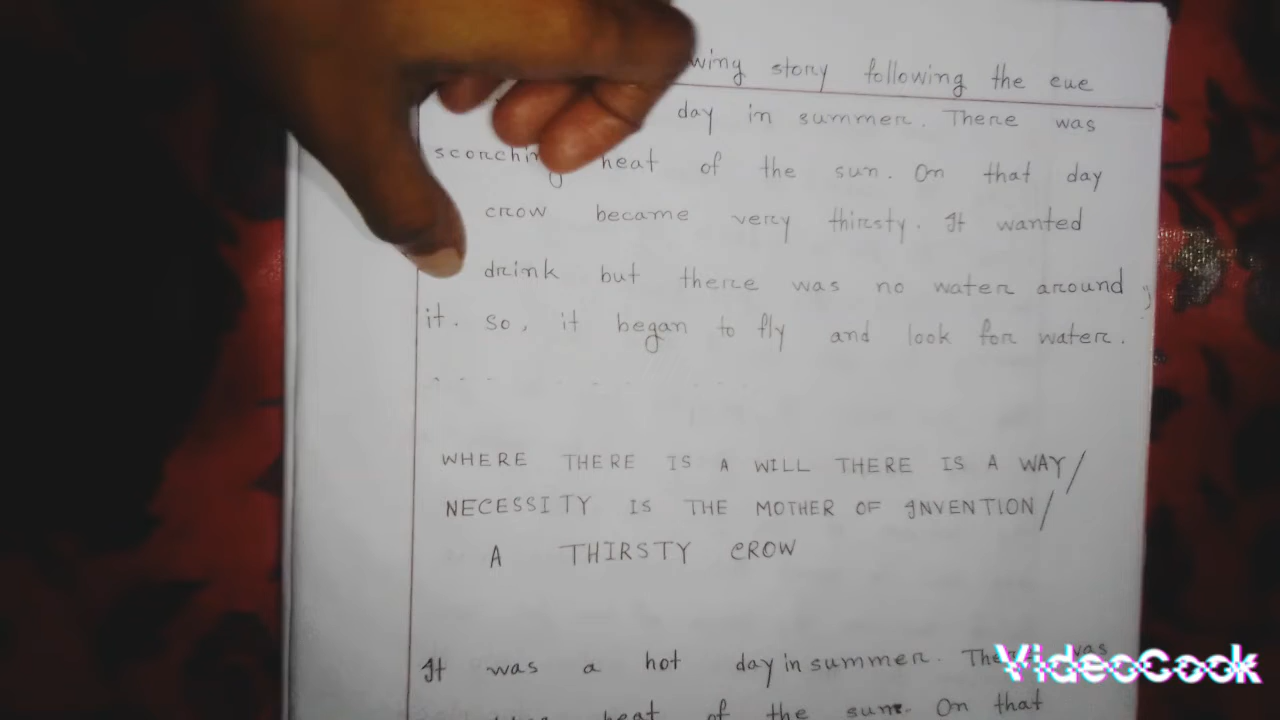 wing story following the cue
day in summer. There was
scorching heat of the sun. On that day
crow became very thirsty. It wanted
drink but there was no water around,
it. So, it began to fly and look for water.
WHERE THERE IS A WILL THERE IS A WAY/
NECESSITY IS THE MOTHER OF INVENTION/
A THIRSTY CROW
It was a hot day in summer. There was
heat of the sun. On that
VideoCook